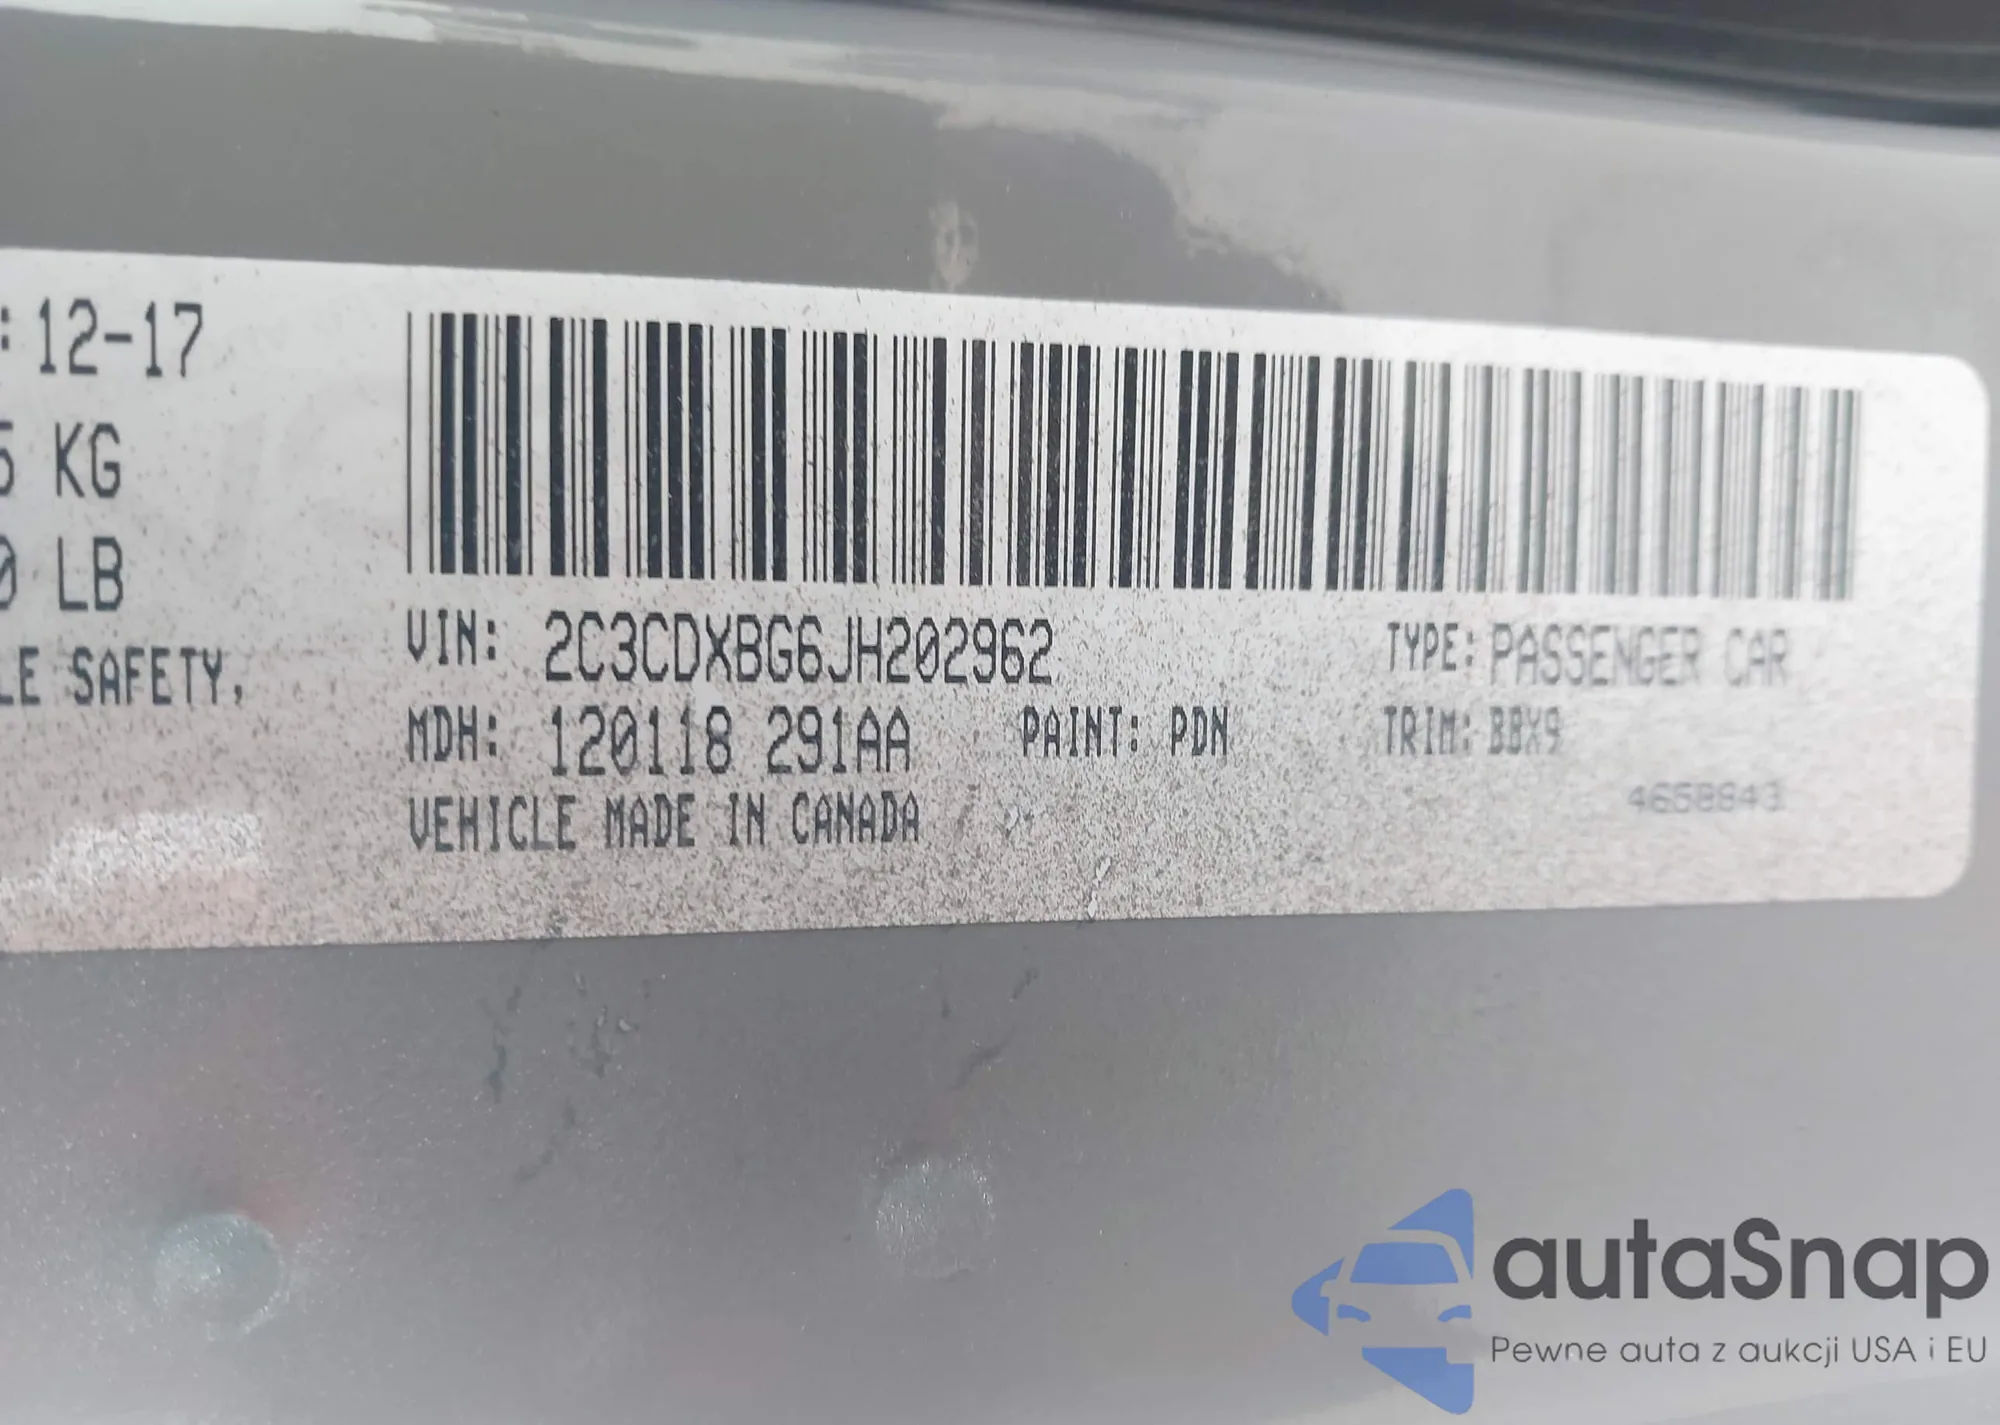 : 12-17
5 KG
0 LB
LE SAFETY,
VIN: 2C3CDXBG6JH202962
TYPE: PASSENGER CAR
MDH: 120118 291AA
PAINT: PDN
TRIM: BBX9
VEHICLE MADE IN CANADA
4658843
autaSnap
Pewne auta z aukcji USA i EU